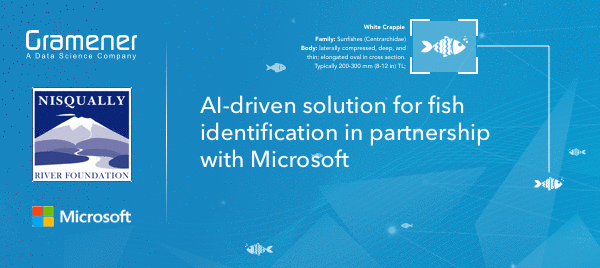 Gramener
A Data Science Company
NISQUALLY
RIVER FOUNDATION
Microsoft
White Crappie
Family: Sunfishes (Centrarchidae)
Body: laterally compressed, deep, and
thin; elongated oval in cross section.
Typically 200-300 mm (8-12 in) TL;
AI-driven solution for fish
identification in partnership
with Microsoft